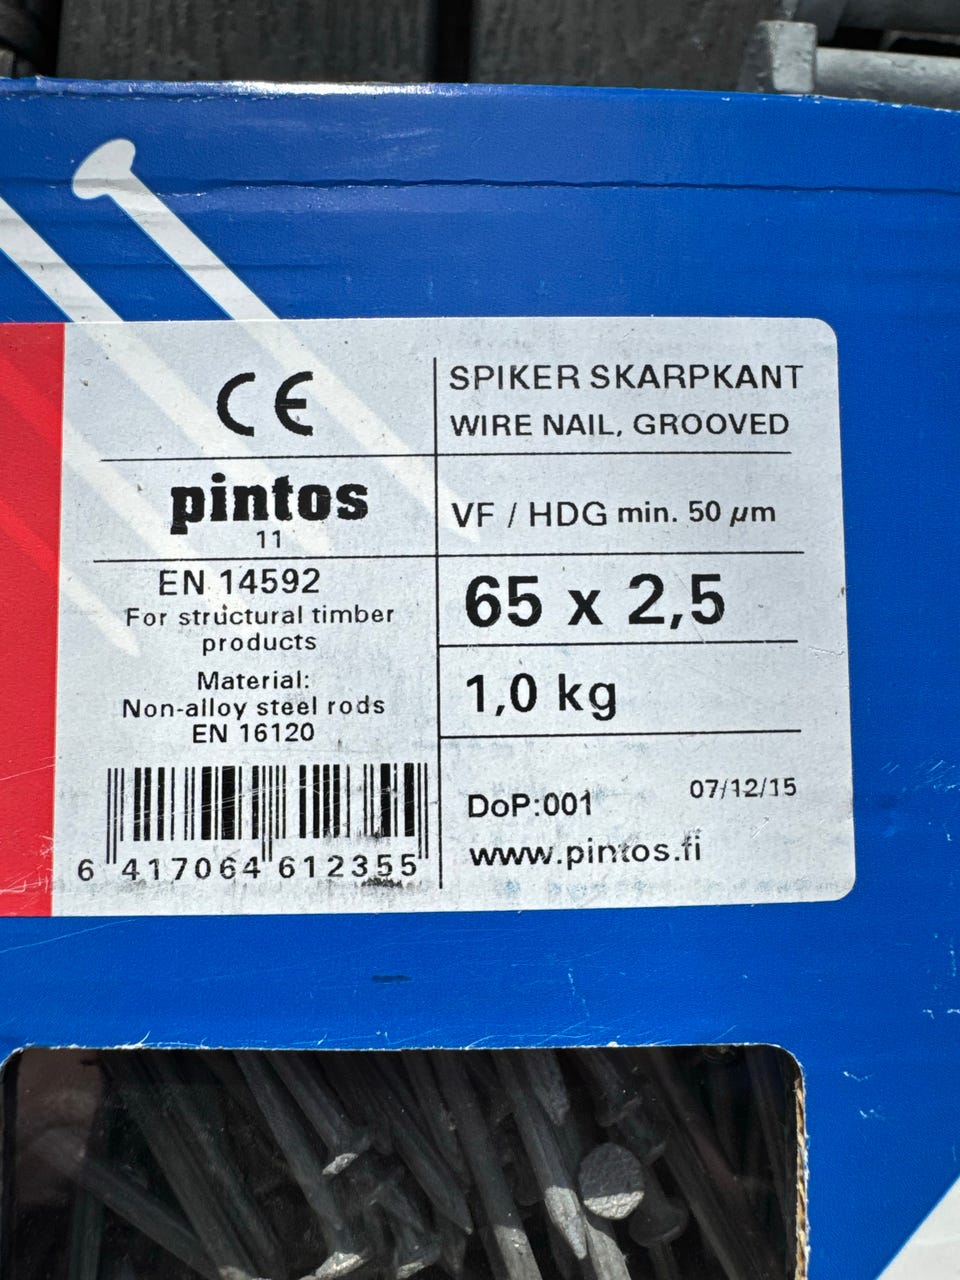 CE
pintos
11
EN 14592
For structural timber
products
Material:
Non-alloy steel rods
EN 16120
6 417064 612355
SPIKER SKARPKANT
WIRE NAIL, GROOVED
VF / HDG min. 50 µm
65 x 2,5
1,0 kg
DoP:001 07/12/15
www.pintos.fi